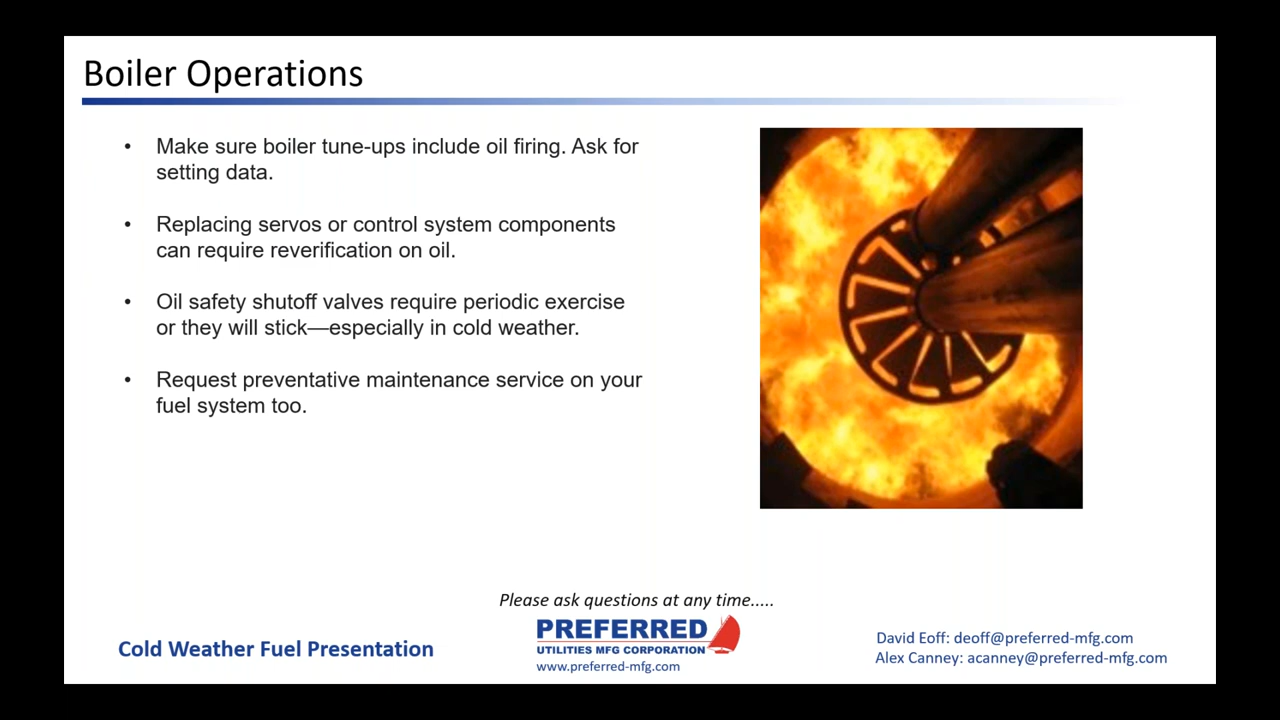 Boiler Operations
• Make sure boiler tune-ups include oil firing. Ask for
setting data.
• Replacing servos or control system components
can require reverification on oil.
• Oil safety shutoff valves require periodic exercise
or they will stick—especially in cold weather.
• Request preventative maintenance service on your
fuel system too.
Please ask questions at any time.....
Cold Weather Fuel Presentation
PREFERRED
UTILITIES MFG CORPORATION
www.preferred-mfg.com
David Eoff: deoff@preferred-mfg.com
Alex Canney: acanney@preferred-mfg.com